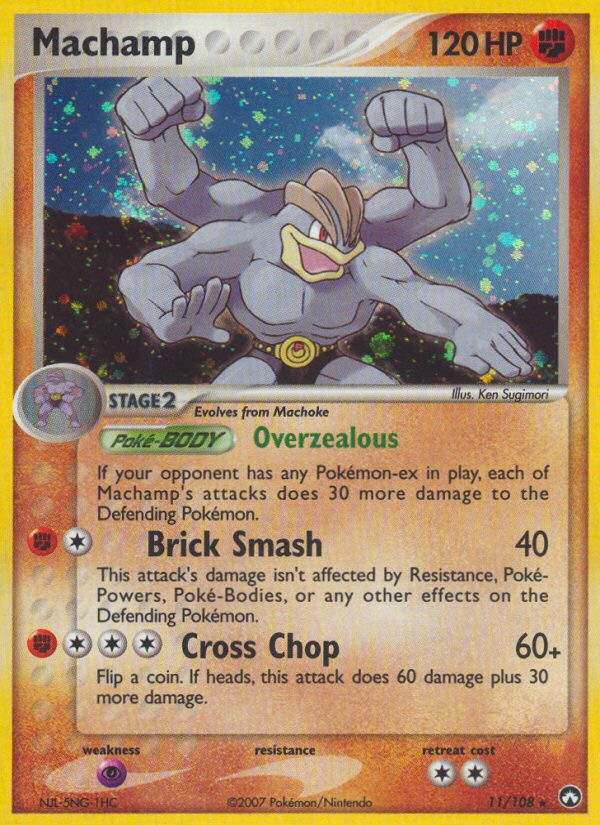 Machamp 120 HP
Illus. Ken Sugimori
STAGE 2
Evolves from Machoke
Poké-BODY Overzealous
If your opponent has any Pokémon-ex in play, each of
Machamp's attacks does 30 more damage to the
Defending Pokémon.
Brick Smash 40
This attack's damage isn't affected by Resistance, Poké-
Powers, Poké-Bodies, or any other effects on the
Defending Pokémon.
Cross Chop 60+
Flip a coin. If heads, this attack does 60 damage plus 30
more damage.
weakness resistance retreat cost
NJL-5NG-1HC ©2007 Pokémon/Nintendo 11/108 ★